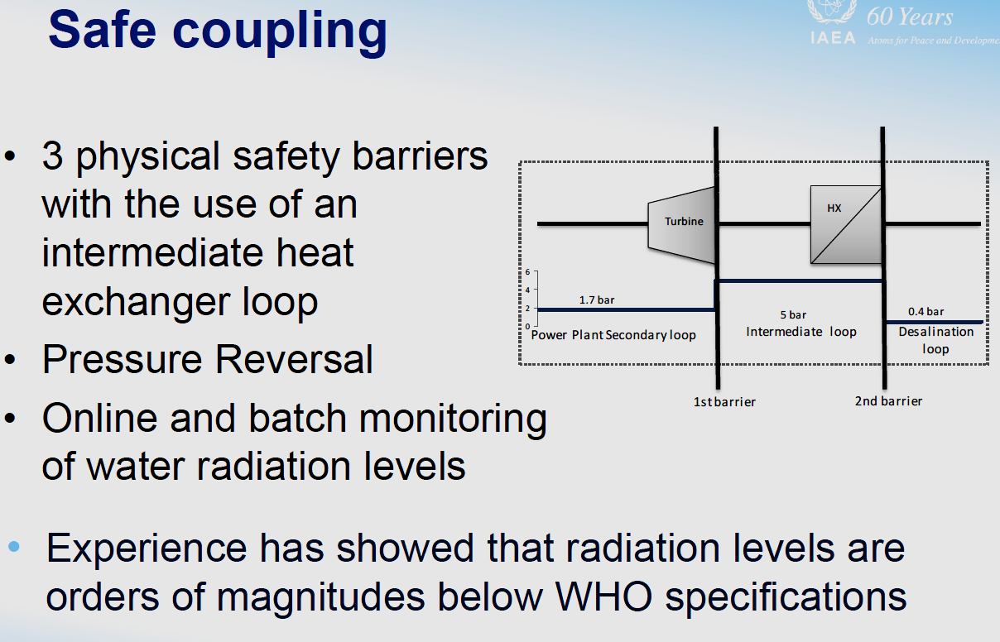 Safe coupling
IAEA
60 Years
Atoms for Peace and Developme
• 3 physical safety barriers
with the use of an
intermediate heat
exchanger loop
• Pressure Reversal
• Online and batch monitoring
of water radiation levels
Turbine
HX
6
4
2
0
1.7 bar
5 bar
0.4 bar
Power Plant Secondary loop
Intermediate loop
Desalination
loop
1st barrier
2nd barrier
• Experience has showed that radiation levels are
orders of magnitudes below WHO specifications